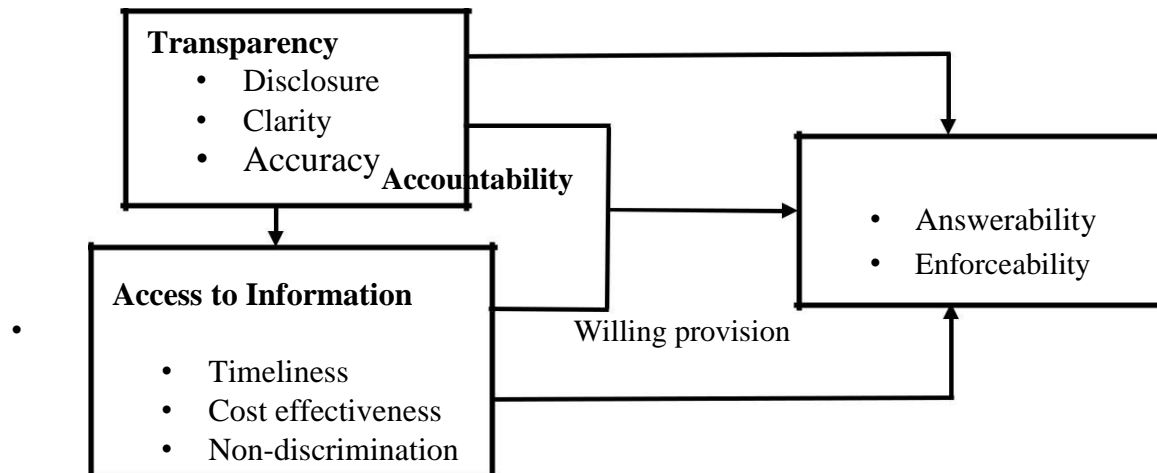 Transparency
• Disclosure
• Clarity
• Accuracy
Accountability
• Answerability
• Enforceability
Access to Information
•
Willing provision
• Timeliness
• Cost effectiveness
• Non-discrimination